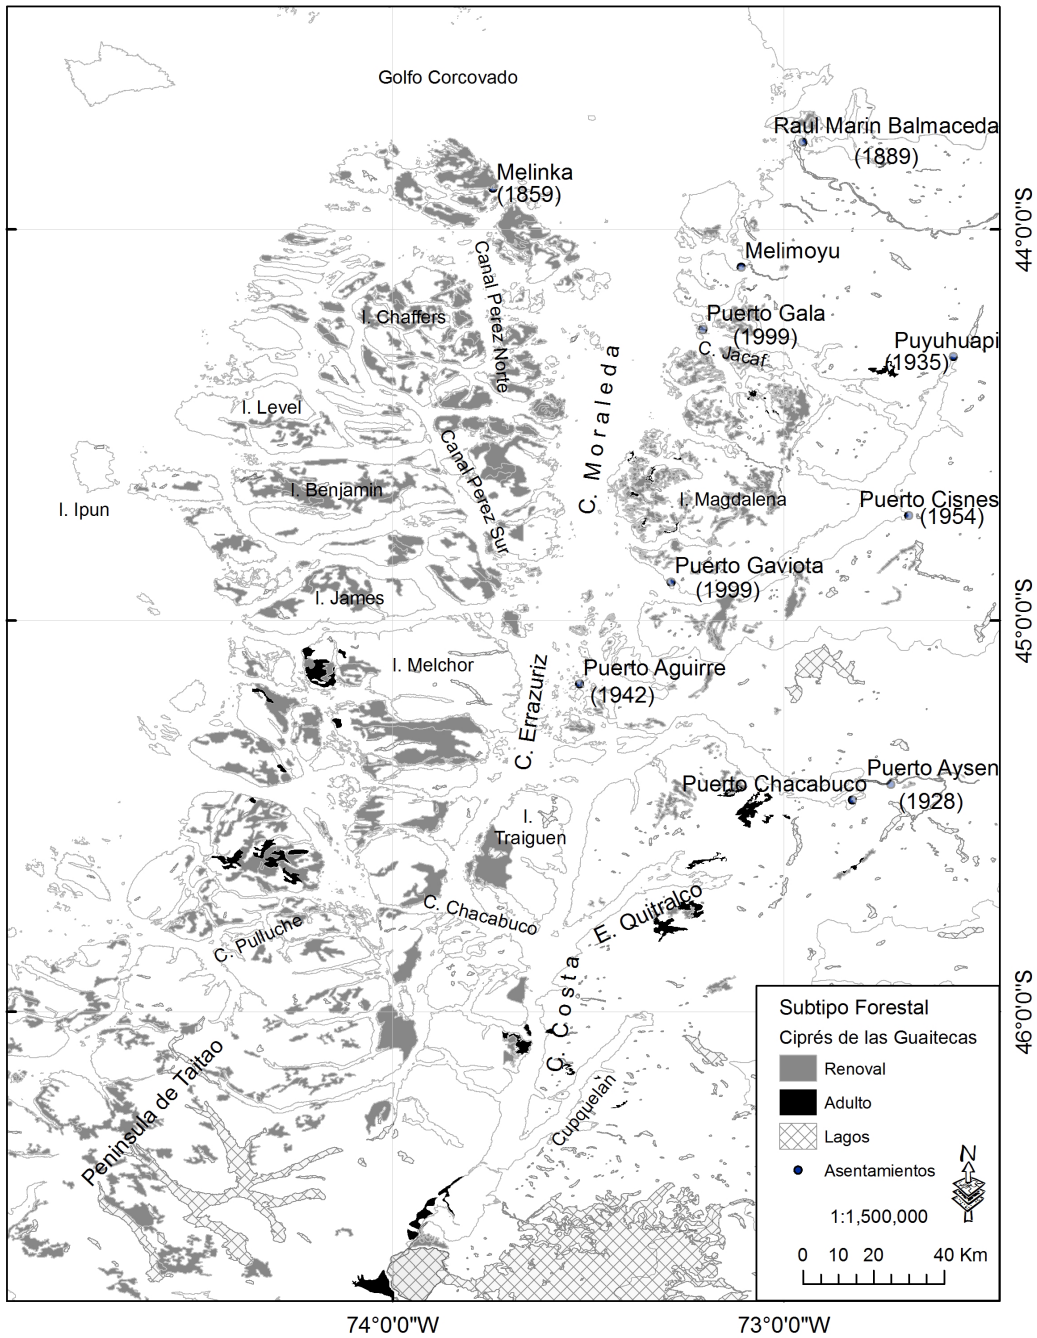 Golfo Corcovado
Raul Marin Balmaceda
(1889)
Melinka
(1859)
44°0'0"S
Melimoyu
Canal Perez Norte
I. Chaffers
Puerto Gala
(1999)
C. Jacaf
Puyuhuapi
(1935)
C. Moraleda
I. Level
Canal Perez Sur
I. Benjamin
I. Magdalena
Puerto Cisnes
(1954)
I. Ipun
Puerto Gaviota
(1999)
I. James
45°0'0"S
I. Melchor
Puerto Aguirre
(1942)
C. Errazuriz
Puerto Aysen
(1928)
Puerto Chacabuco
I.
Traiguen
C. Chacabuco
E. Quitralco
C. Pulluche
C. Costa
46°0'0"S
Peninsula de Taitao
Cupquelan
Subtipo Forestal
Ciprés de las Guaitecas
Renoval
Adulto
Lagos
Asentamientos
N
1:1,500,000
0 10 20 40 Km
74°0'0"W
73°0'0"W